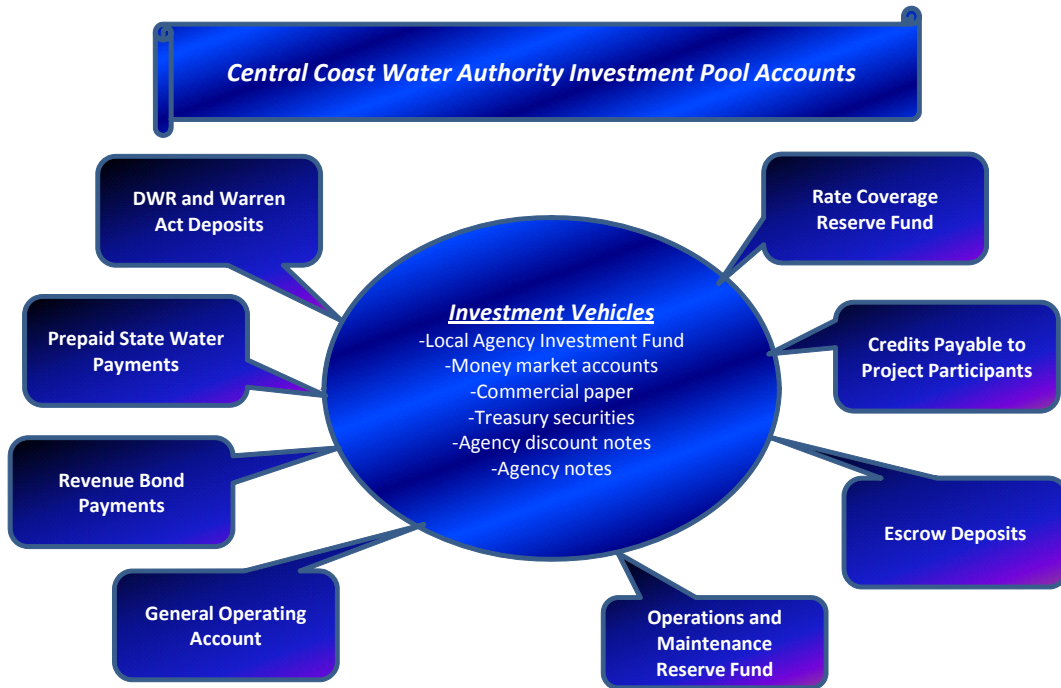 Central Coast Water Authority Investment Pool Accounts
DWR and Warren
Act Deposits
Rate Coverage
Reserve Fund
Prepaid State Water
Payments
Investment Vehicles
-Local Agency Investment Fund
-Money market accounts
-Commercial paper
-Treasury securities
-Agency discount notes
-Agency notes
Credits Payable to
Project Participants
Revenue Bond
Payments
Escrow Deposits
General Operating
Account
Operations and
Maintenance
Reserve Fund